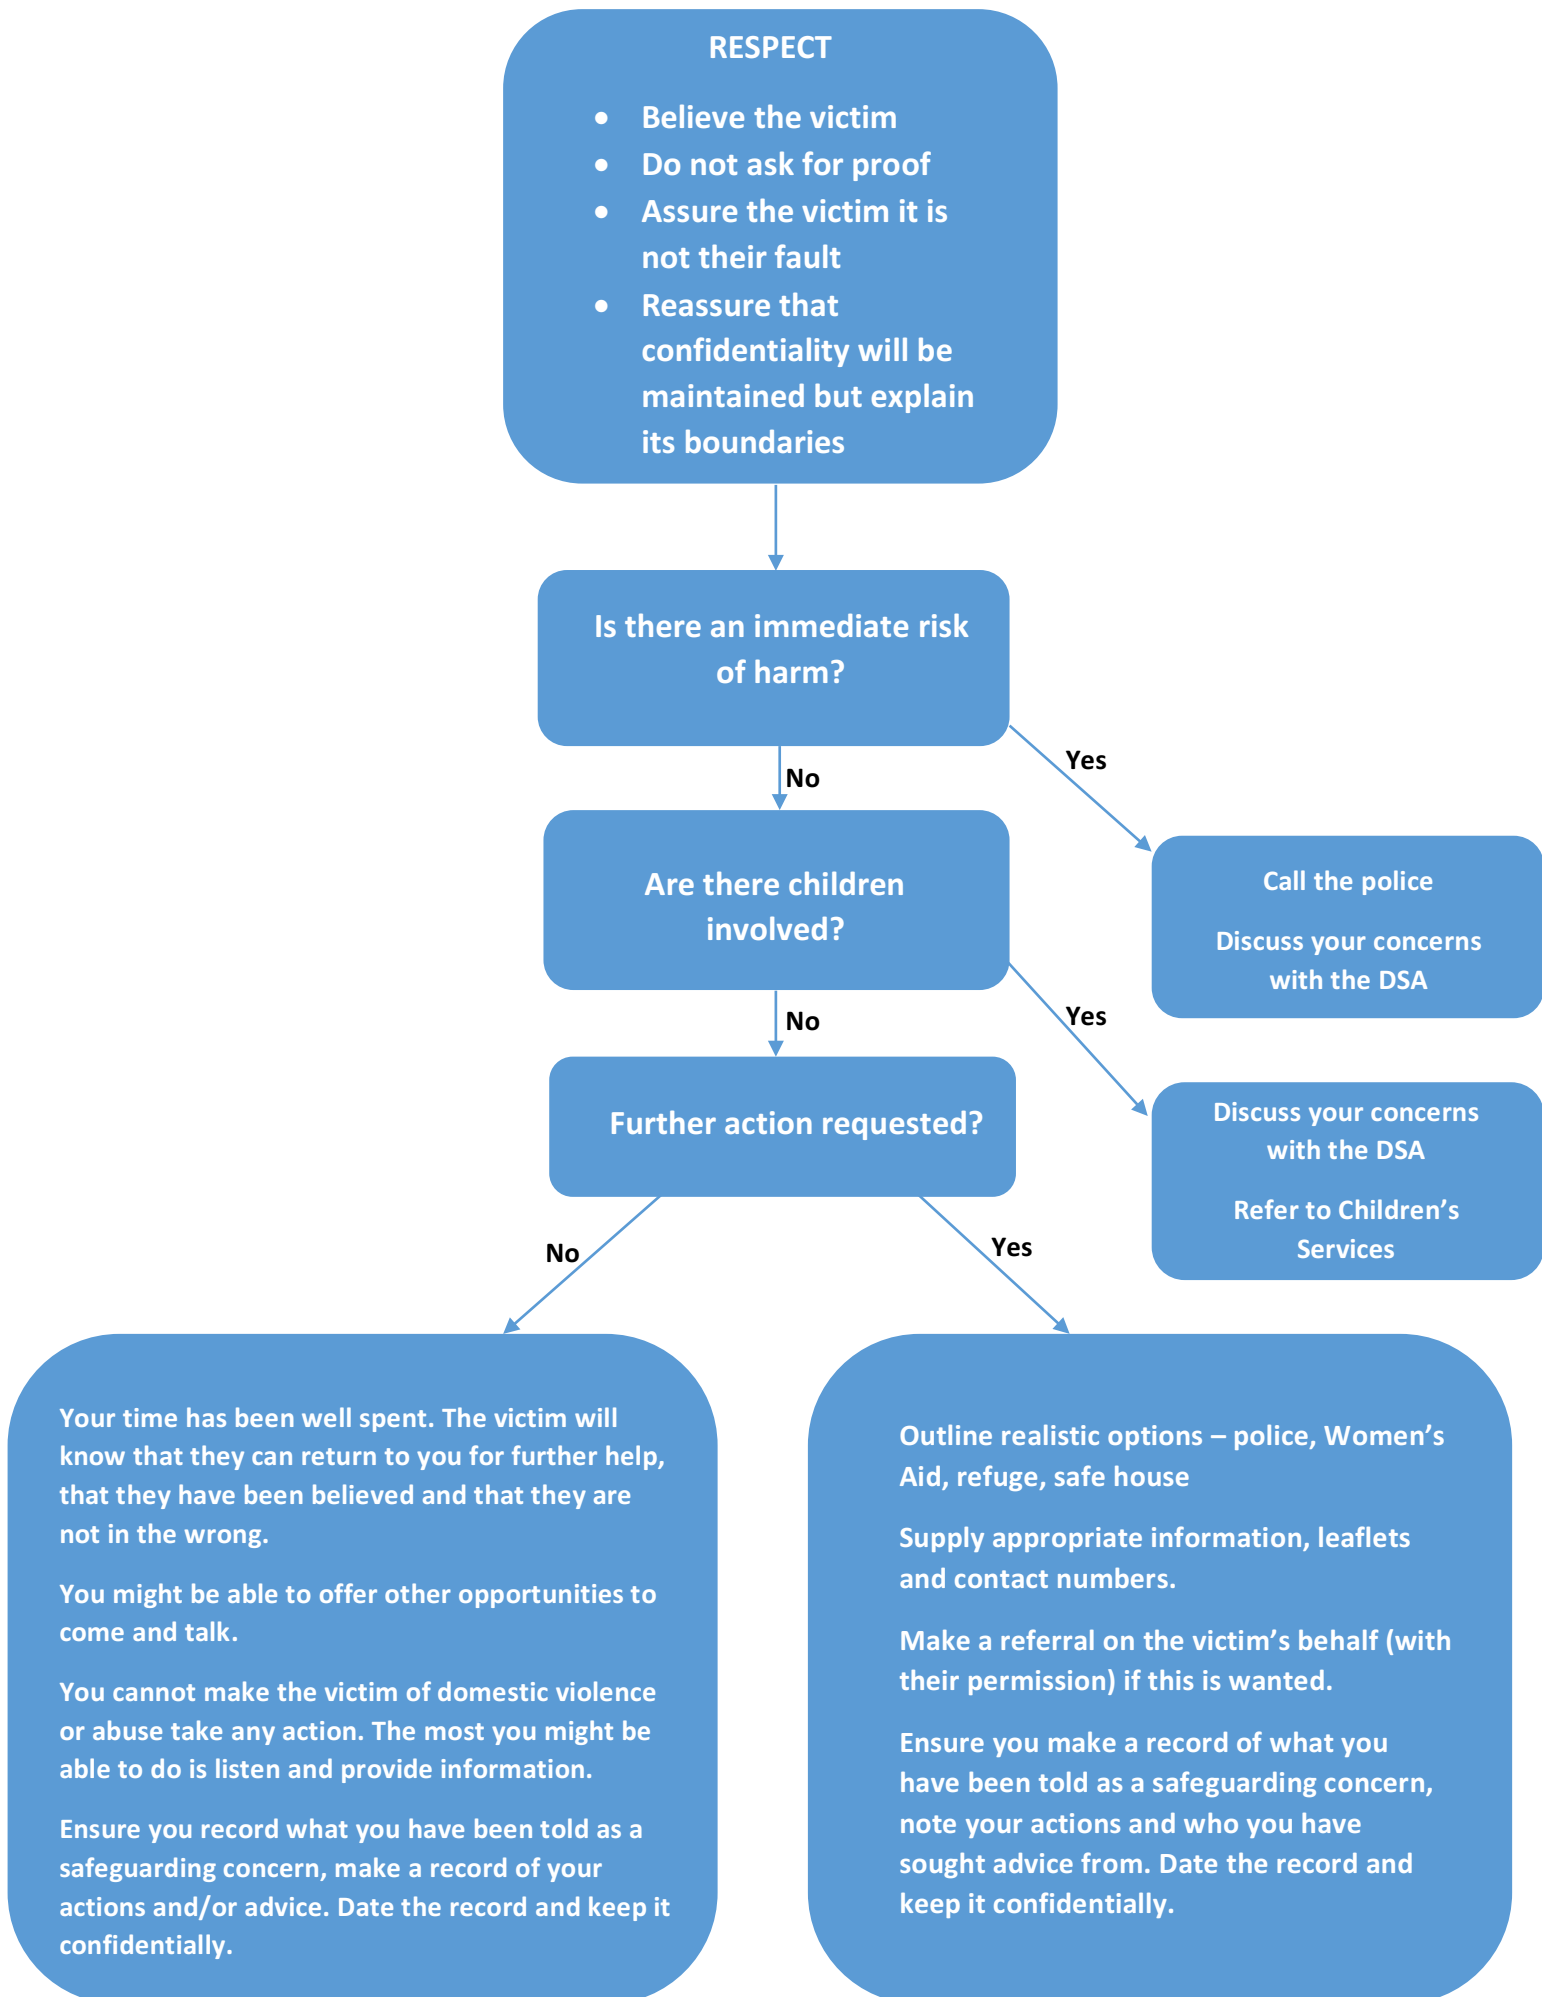 RESPECT
• Believe the victim
• Do not ask for proof
• Assure the victim it is
not their fault
• Reassure that
confidentiality will be
maintained but explain
its boundaries
Is there an immediate risk
of harm?
Yes
No
Are there children
involved?
Call the police
Discuss your concerns
with the DSA
Yes
No
Further action requested?
Discuss your concerns
with the DSA
Refer to Children’s
Services
No
Yes
Your time has been well spent. The victim will
know that they can return to you for further help,
that they have been believed and that they are
not in the wrong.
You might be able to offer other opportunities to
come and talk.
You cannot make the victim of domestic violence
or abuse take any action. The most you might be
able to do is listen and provide information.
Ensure you record what you have been told as a
safeguarding concern, make a record of your
actions and/or advice. Date the record and keep it
confidentially.
Outline realistic options – police, Women’s
Aid, refuge, safe house
Supply appropriate information, leaflets
and contact numbers.
Make a referral on the victim’s behalf (with
their permission) if this is wanted.
Ensure you make a record of what you
have been told as a safeguarding concern,
note your actions and who you have
sought advice from. Date the record and
keep it confidentially.